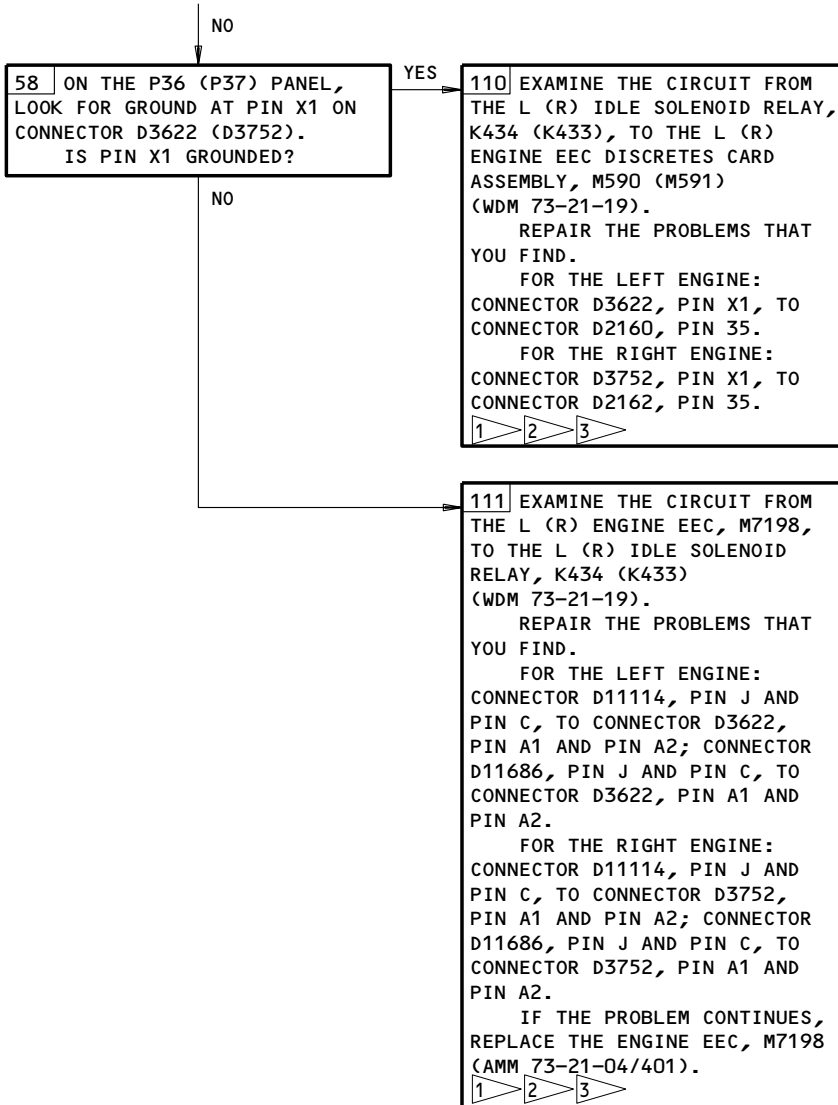 NO
58 ON THE P36 (P37) PANEL,
LOOK FOR GROUND AT PIN X1 ON
CONNECTOR D3622 (D3752).
IS PIN X1 GROUNDED?
YES
NO
110 EXAMINE THE CIRCUIT FROM
THE L (R) IDLE SOLENOID RELAY,
K434 (K433), TO THE L (R)
ENGINE EEC DISCRETES CARD
ASSEMBLY, M590 (M591)
(WDM 73-21-19).
REPAIR THE PROBLEMS THAT
YOU FIND.
FOR THE LEFT ENGINE:
CONNECTOR D3622, PIN X1, TO
CONNECTOR D2160, PIN 35.
FOR THE RIGHT ENGINE:
CONNECTOR D3752, PIN X1, TO
CONNECTOR D2162, PIN 35.
1 2 3
111 EXAMINE THE CIRCUIT FROM
THE L (R) ENGINE EEC, M7198,
TO THE L (R) IDLE SOLENOID
RELAY, K434 (K433)
(WDM 73-21-19).
REPAIR THE PROBLEMS THAT
YOU FIND.
FOR THE LEFT ENGINE:
CONNECTOR D11114, PIN J AND
PIN C, TO CONNECTOR D3622,
PIN A1 AND PIN A2; CONNECTOR
D11686, PIN J AND PIN C, TO
CONNECTOR D3622, PIN A1 AND
PIN A2.
FOR THE RIGHT ENGINE:
CONNECTOR D11114, PIN J AND
PIN C, TO CONNECTOR D3752,
PIN A1 AND PIN A2; CONNECTOR
D11686, PIN J AND PIN C, TO
CONNECTOR D3752, PIN A1 AND
PIN A2.
IF THE PROBLEM CONTINUES,
REPLACE THE ENGINE EEC, M7198
(AMM 73-21-04/401).
1 2 3